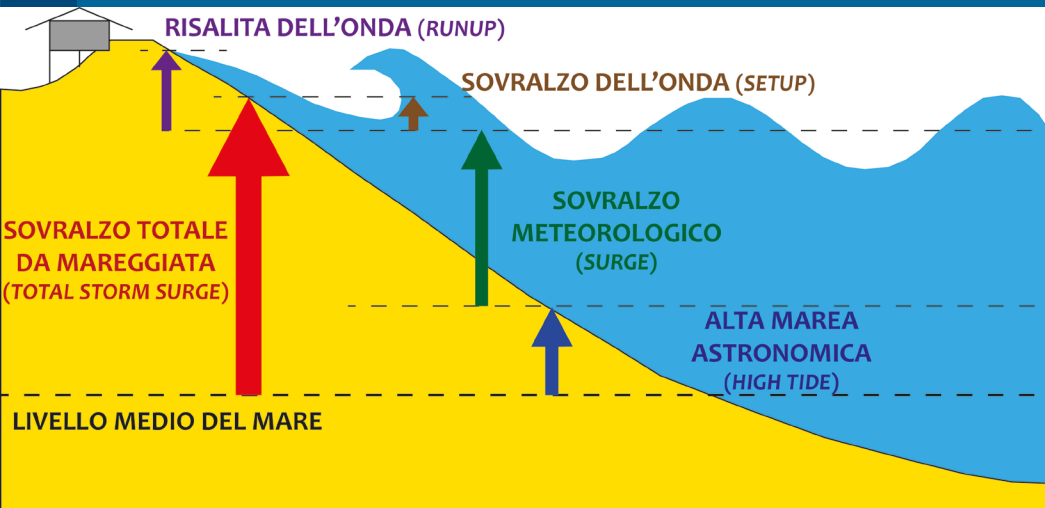 RISALITA DELL'ONDA (RUNUP)
SOVRALZO DELL'ONDA (SETUP)
SOVRALZO
METEOROLOGICO
(SURGE)
SOVRALZO TOTALE
DA MAREGGIATA
(TOTAL STORM SURGE)
ALTA MAREA
ASTRONOMICA
(HIGH TIDE)
LIVELLO MEDIO DEL MARE